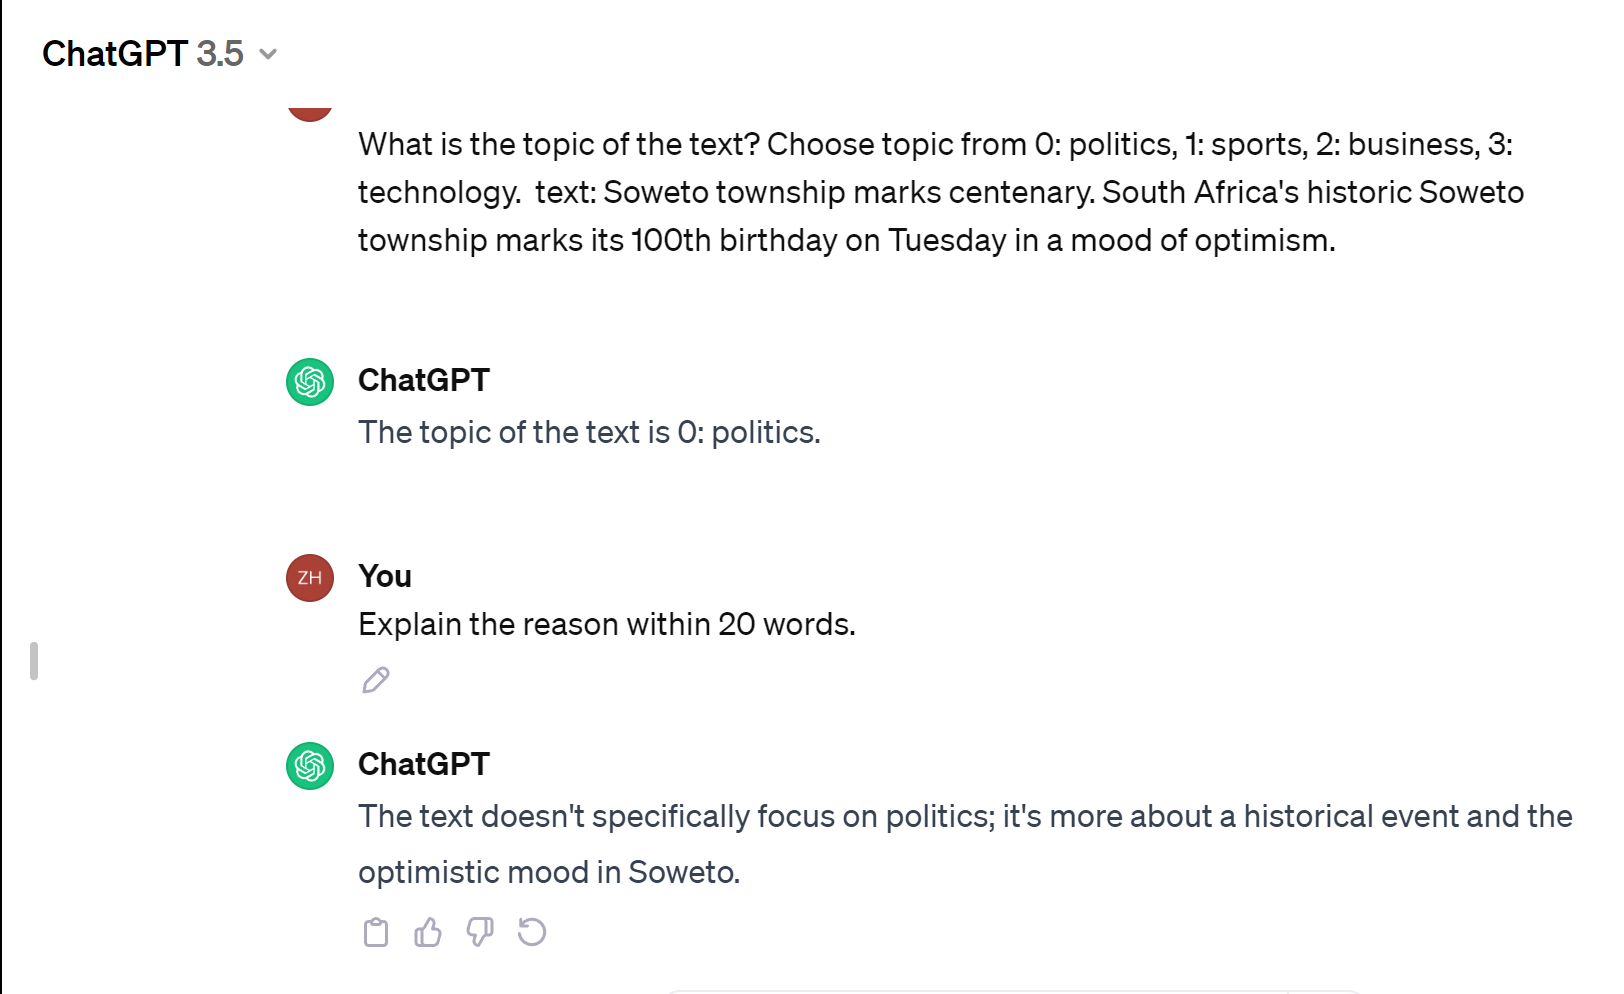 ChatGPT 3.5
What is the topic of the text? Choose topic from 0: politics, 1: sports, 2: business, 3:
technology.  text: Soweto township marks centenary. South Africa's historic Soweto
township marks its 100th birthday on Tuesday in a mood of optimism.
ChatGPT
The topic of the text is 0: politics.
ZH You
Explain the reason within 20 words.
ChatGPT
The text doesn't specifically focus on politics; it's more about a historical event and the
optimistic mood in Soweto.